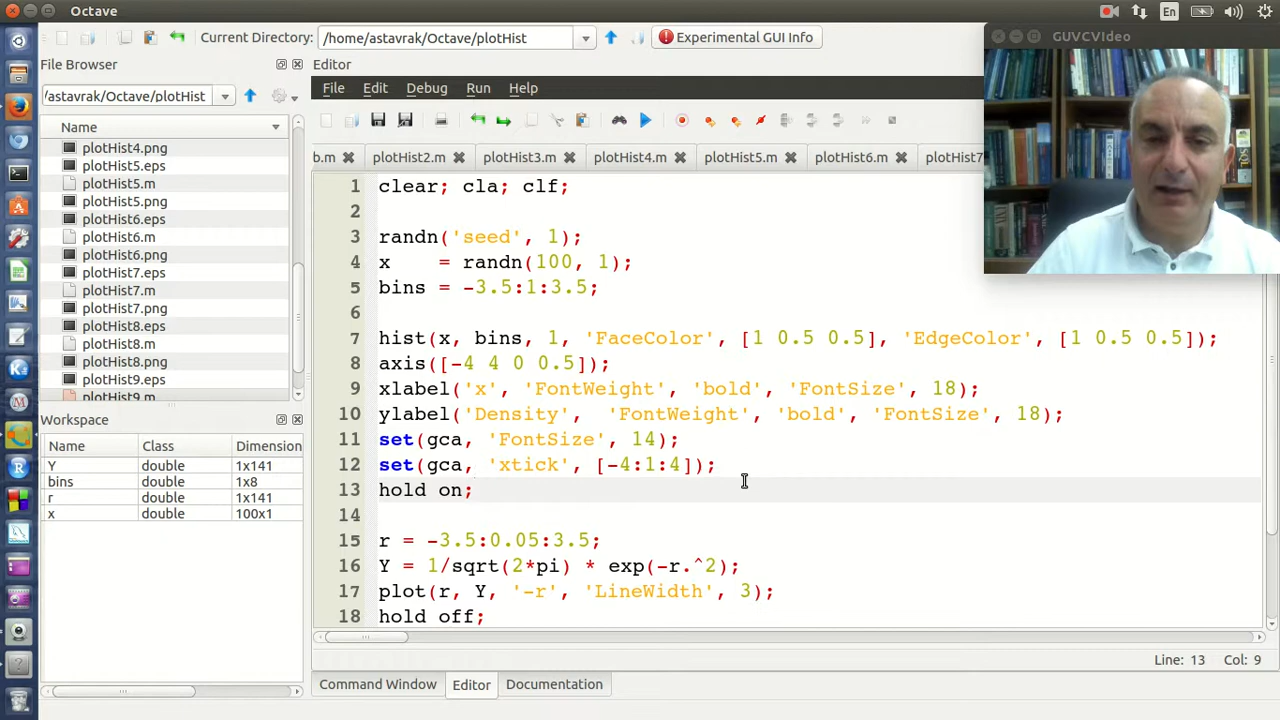 Octave
En
Current Directory: /home/astavrak/Octave/plotHist
Experimental GUI Info
GUVCVIdeo
File Browser
/astavrak/Octave/plotHist
Name
plotHist4.png
plotHist5.eps
plotHist5.m
plotHist5.png
plotHist6.eps
plotHist6.m
plotHist6.png
plotHist7.eps
plotHist7.m
plotHist7.png
plotHist8.eps
plotHist8.m
plotHist8.png
plotHist9.eps
plotHist9.m
Workspace
Name Class Dimension
Y double 1x141
bins double 1x8
r double 1x141
x double 100x1
Editor
File Edit Debug Run Help
b.m plotHist2.m plotHist3.m plotHist4.m plotHist5.m plotHist6.m plotHist7
1 clear; cla; clf;
2
3 randn('seed', 1);
4 x = randn(100, 1);
5 bins = -3.5:1:3.5;
6
7 hist(x, bins, 1, 'FaceColor', [1 0.5 0.5], 'EdgeColor', [1 0.5 0.5]);
8 axis([-4 4 0 0.5]);
9 xlabel('x', 'FontWeight', 'bold', 'FontSize', 18);
10 ylabel('Density', 'FontWeight', 'bold', 'FontSize', 18);
11 set(gca, 'FontSize', 14);
12 set(gca, 'xtick', [-4:1:4]);
13 hold on;
14
15 r = -3.5:0.05:3.5;
16 Y = 1/sqrt(2*pi) * exp(-r.^2);
17 plot(r, Y, '-r', 'LineWidth', 3);
18 hold off;
Line: 13 Col: 9
Command Window Editor Documentation